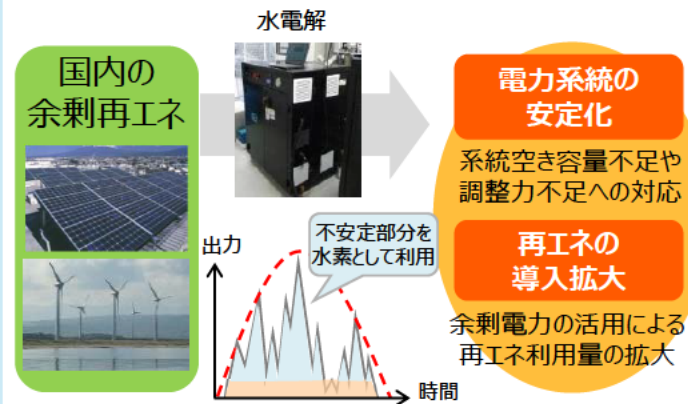 水電解
国内の
余剰再エネ
電力系統の
安定化
系統空き容量不足や
調整力不足への対応
出力
不安定部分を
水素として利用
再エネの
導入拡大
余剰電力の活用による
再エネ利用量の拡大
時間